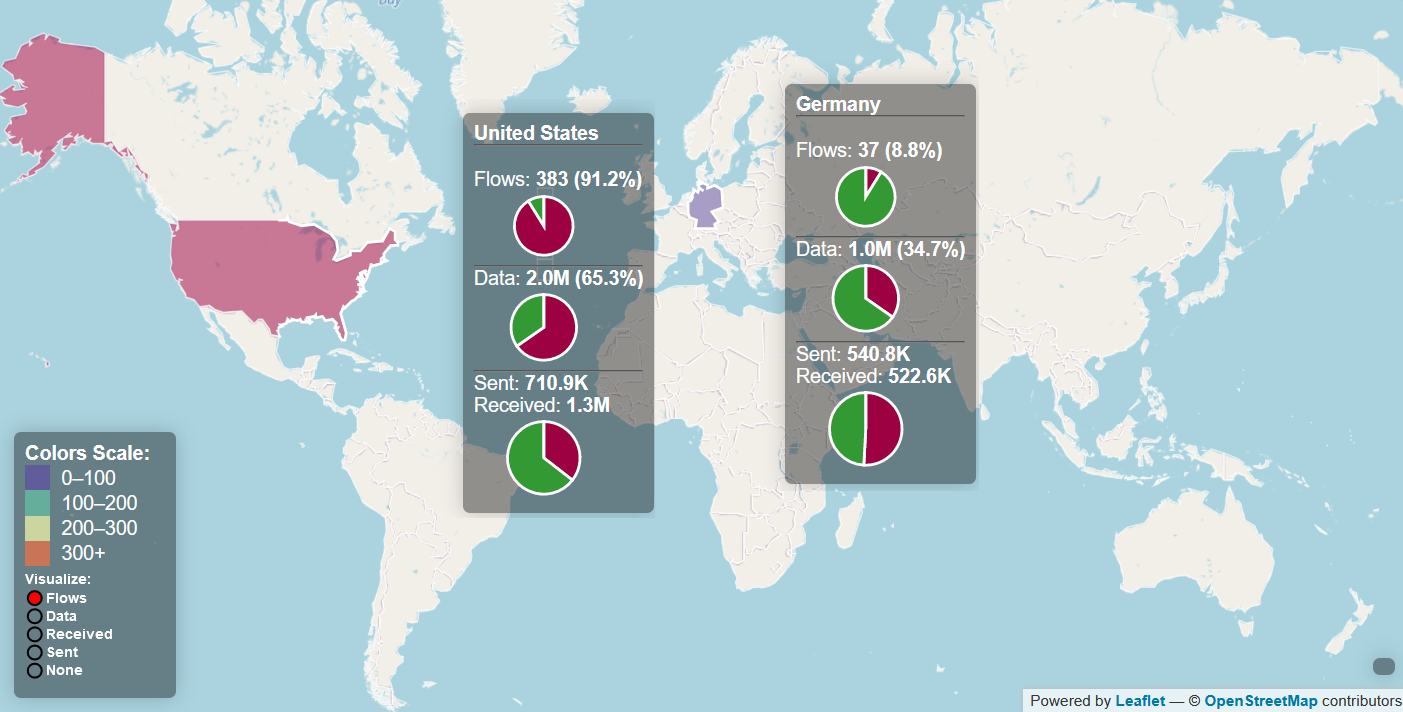 Bay
United States
Flows: 383 (91.2%)
Data: 2.0M (65.3%)
Sent: 710.9K
Received: 1.3M
Germany
Flows: 37 (8.8%)
Data: 1.0M (34.7%)
Sent: 540.8K
Received: 522.6K
Colors Scale:
0–100
100–200
200–300
300+
Visualize:
Flows
Data
Received
Sent
None
Powered by Leaflet — © OpenStreetMap contributors